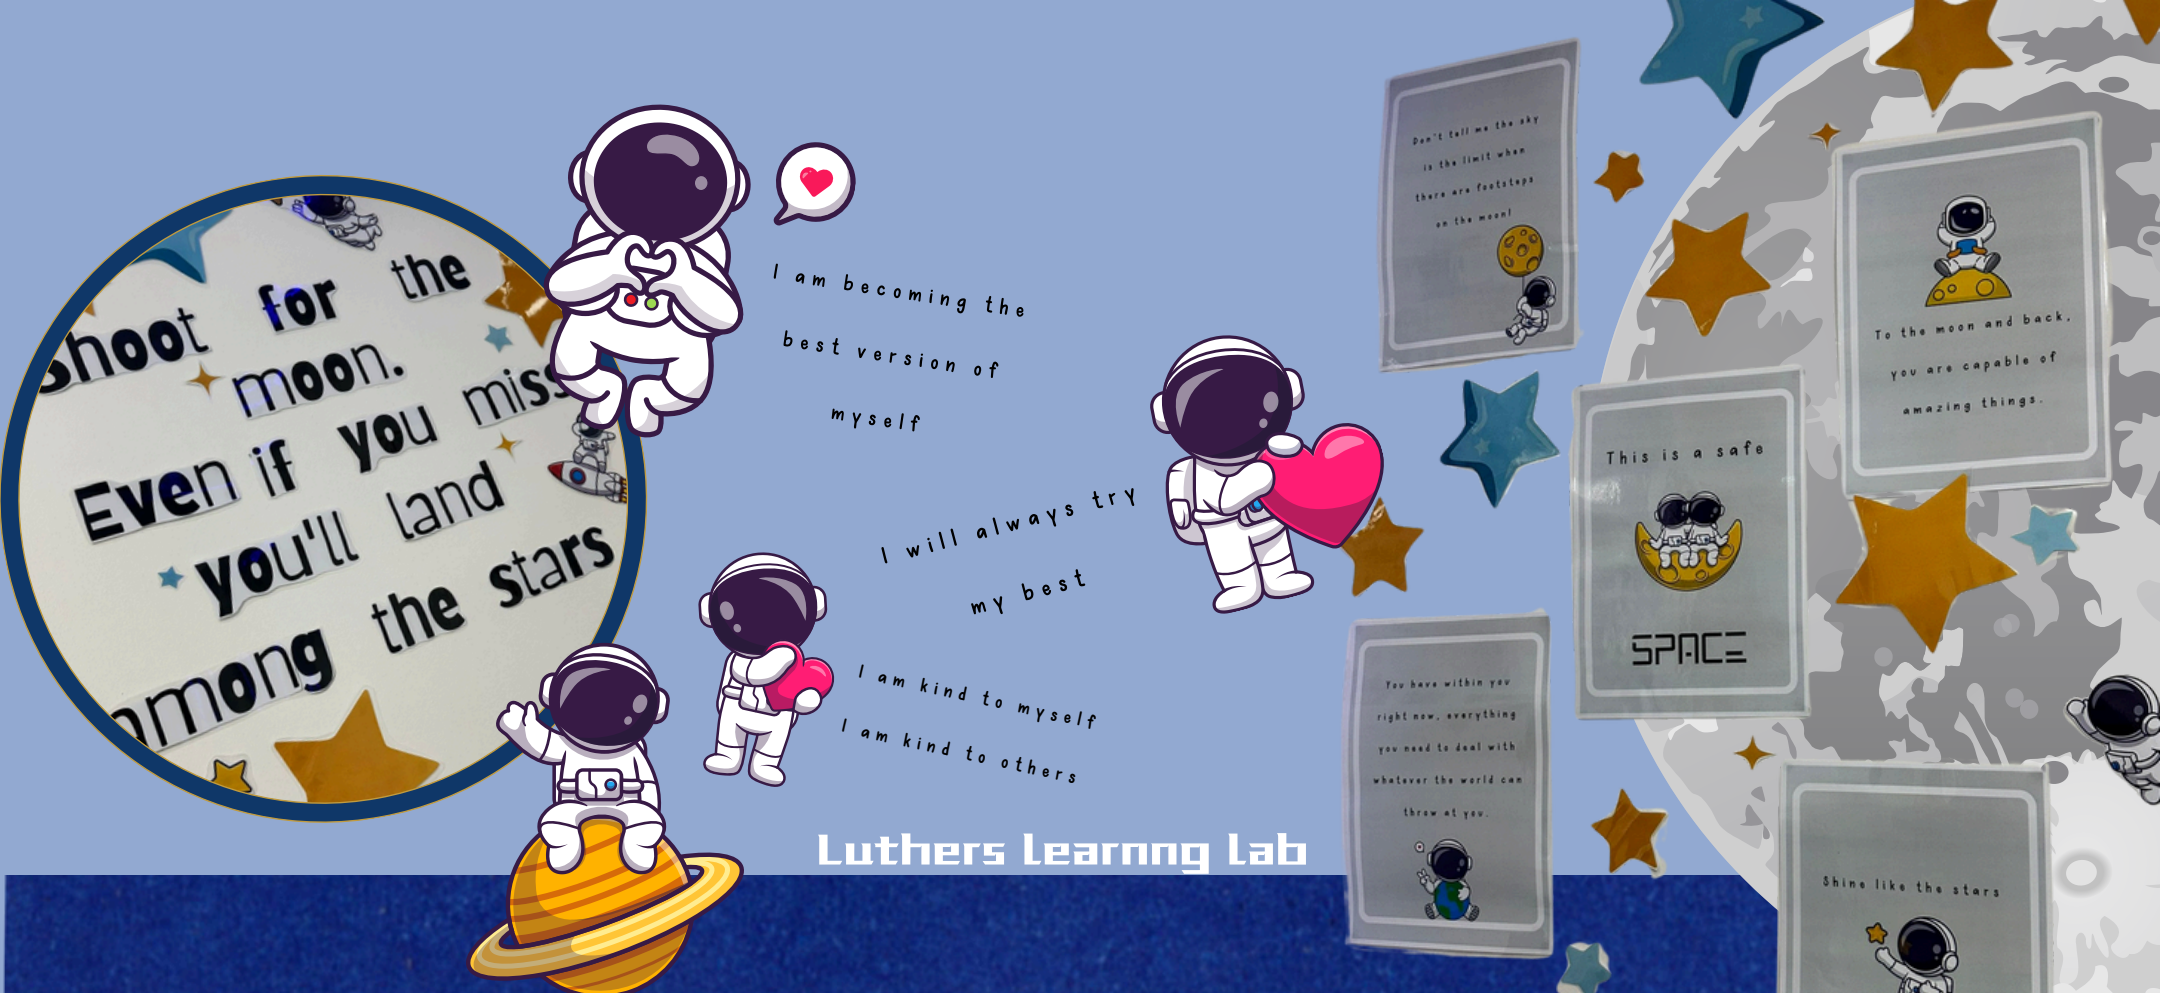 Shoot for the
moon.
Even if you miss
you'll land
among the stars
I am becoming the
best version of
myself
I will always try
my best
I am kind to myself
I am kind to others
Luthers Learnng Lab
Don't tell me the sky
is the limit when
there are footsteps
on the moon!
To the moon and back,
you are capable of
amazing things.
This is a safe
SPACE
You have within you
right now, everything
you need to deal with
whatever the world can
throw at you.
Shine like the stars